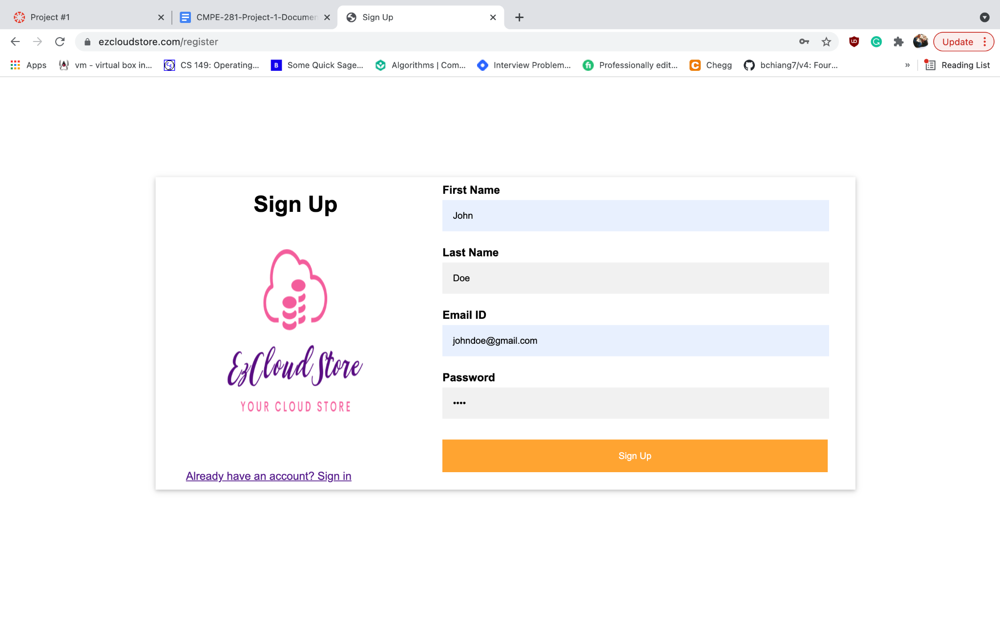 Project #1
CMPE-281-Project-1-Documen
Sign Up
ezcloudstore.com/register
Update
Apps
vm - virtual box in...
CS 149: Operating...
Some Quick Sage...
Algorithms | Com...
Interview Problem...
Professionally edit...
Chegg
bchiang7/v4: Four...
»
Reading List
Sign Up
EzCloud Store
YOUR CLOUD STORE
Already have an account? Sign in
First Name
John
Last Name
Doe
Email ID
johndoe@gmail.com
Password
••••
Sign Up